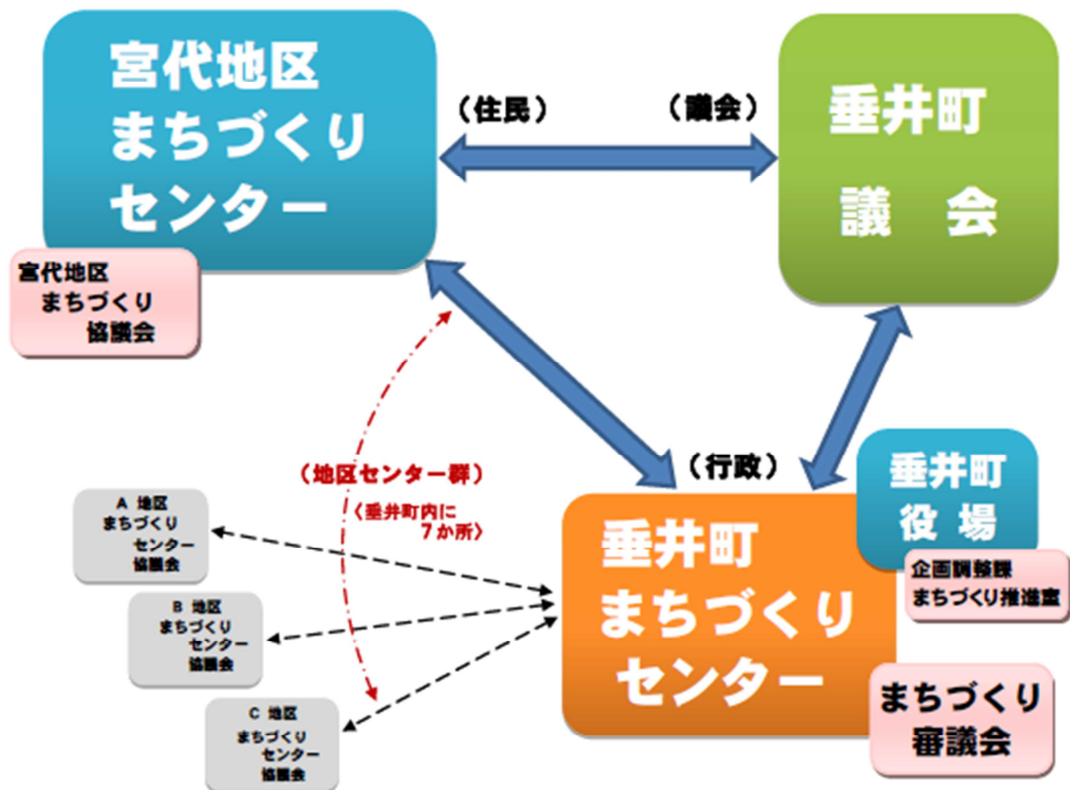 宮代地区
まちづくり
センター
宮代地区
まちづくり
協議会
（住民）
（議会）
垂井町
議　会
（地区センター群）
〈垂井町内に
７か所〉
A 地区
まちづくり
センター
協議会
B 地区
まちづくり
センター
協議会
C 地区
まちづくり
センター
協議会
（行政）
垂井町
まちづくり
センター
垂井町
役 場
企画調整課
まちづくり推進室
まちづくり
審議会